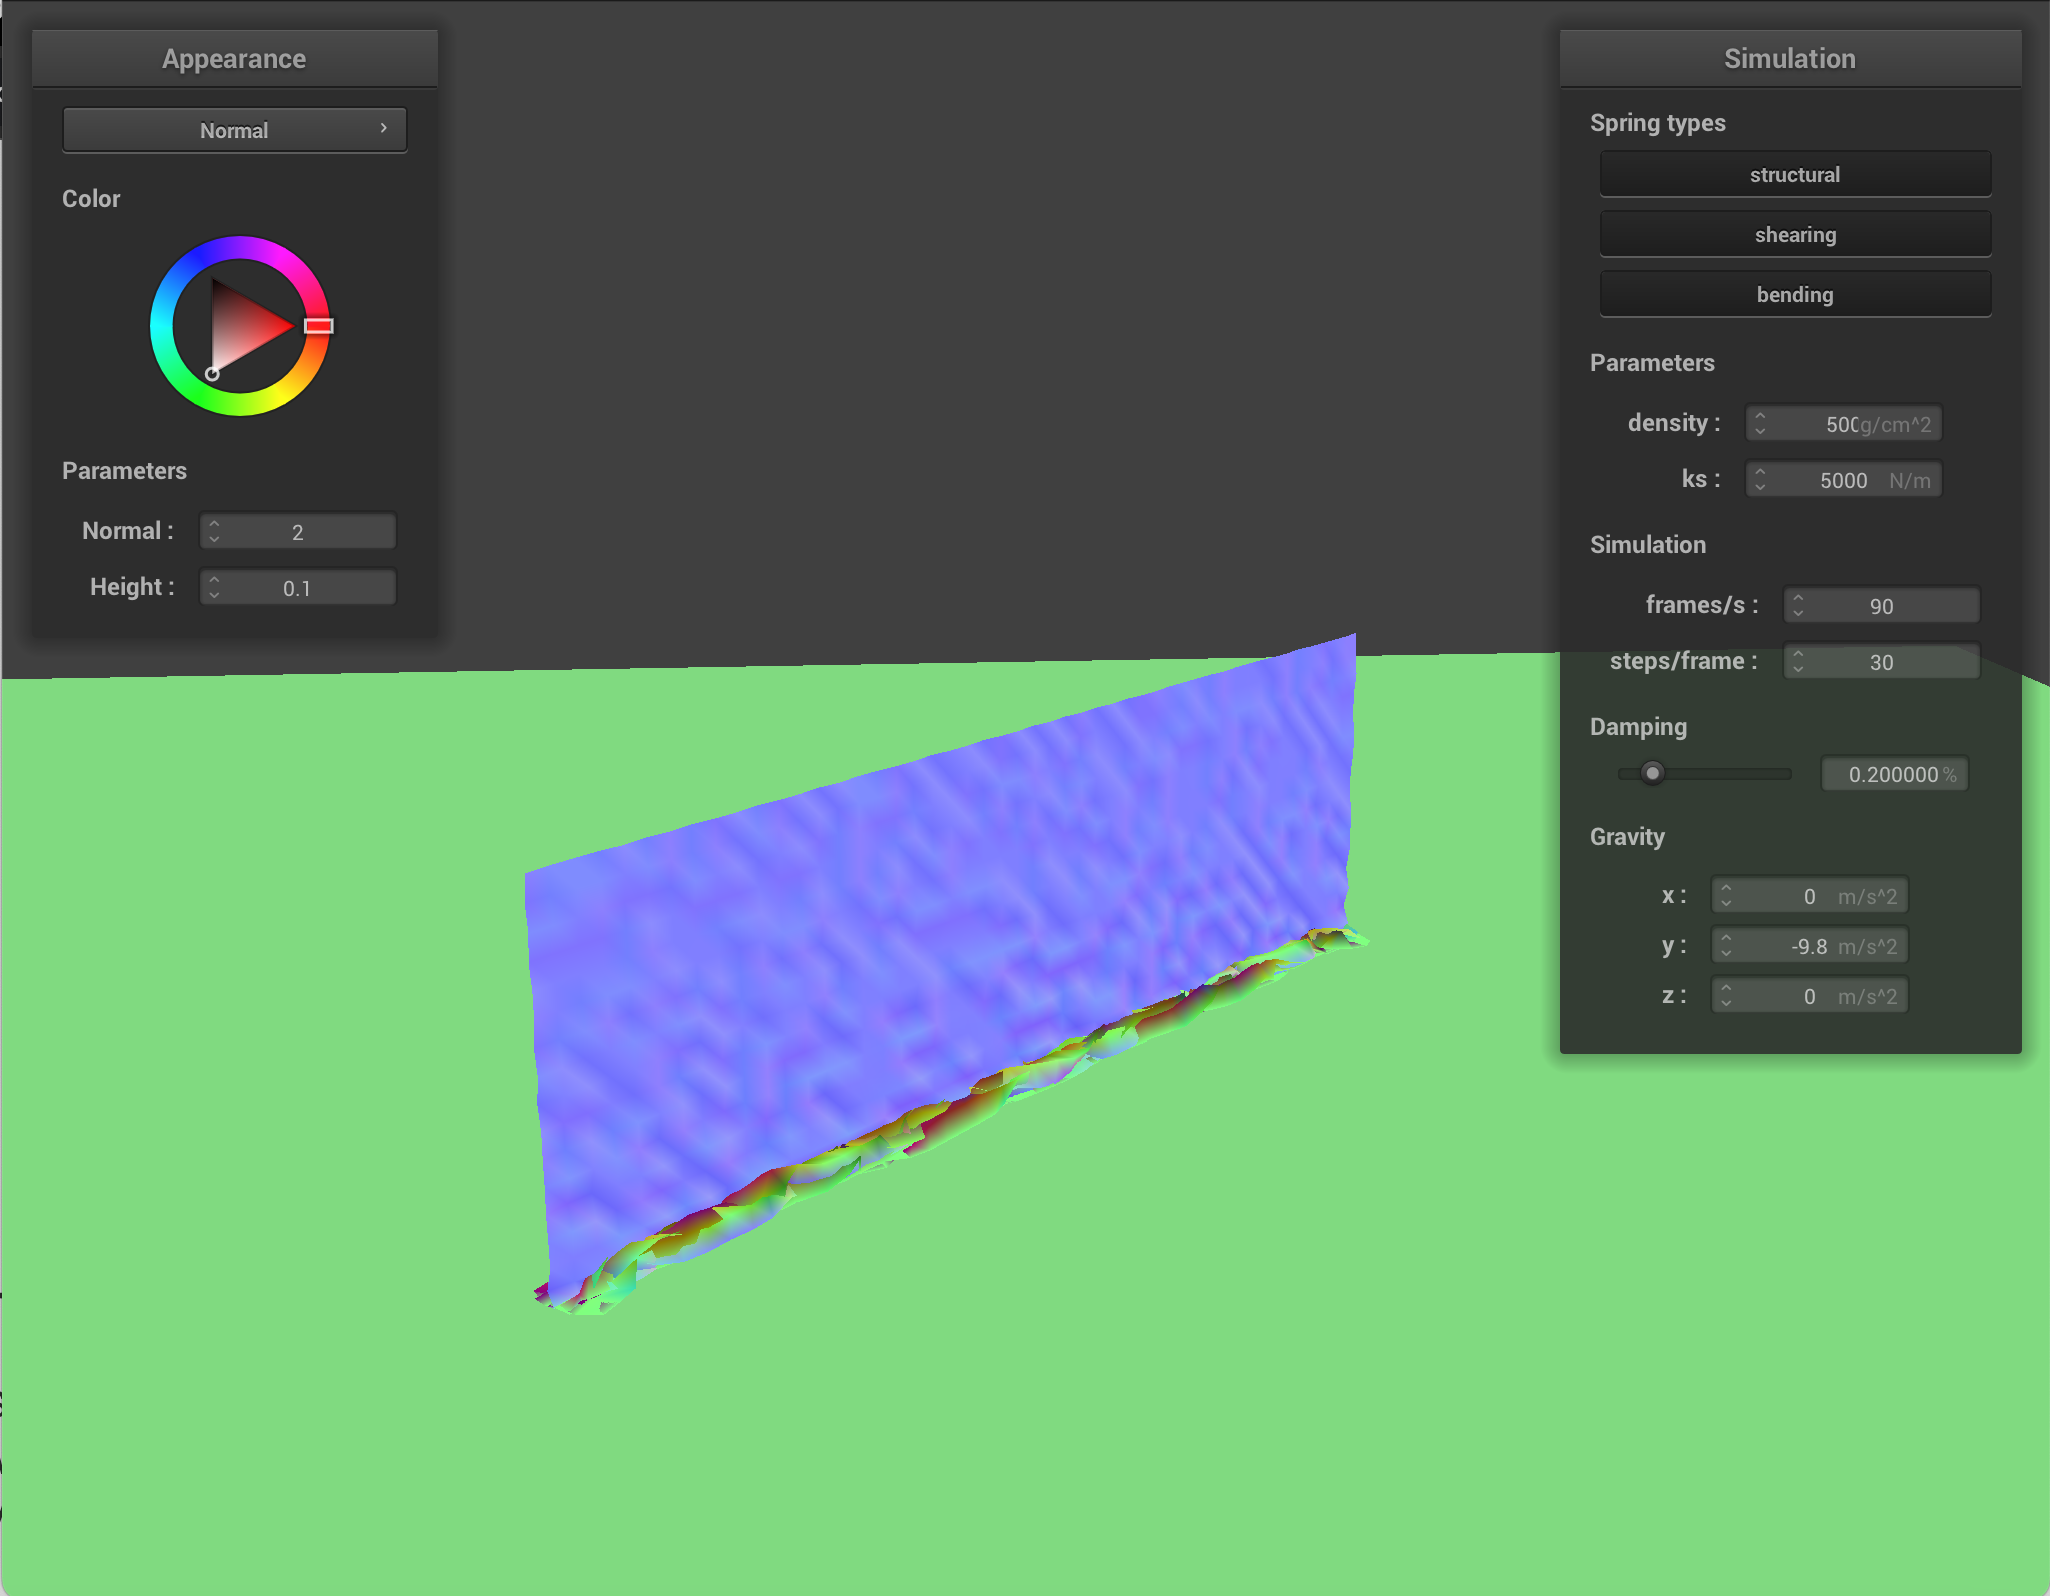 Appearance
Normal
Color
Parameters
Normal : 2
Height : 0.1
Simulation
Spring types
structural
shearing
bending
Parameters
density : 500 g/cm^2
ks : 5000 N/m
Simulation
frames/s : 90
steps/frame : 30
Damping
0.200000 %
Gravity
x : 0 m/s^2
y : -9.8 m/s^2
z : 0 m/s^2